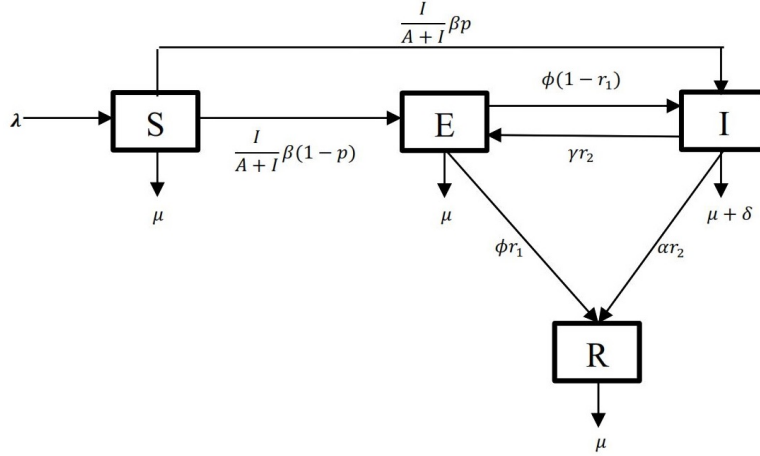 I/(A + I) βp
ϕ(1 − r₁)
λ
S
E
I
I/(A + I) β(1 − p)
γr₂
μ
μ
μ + δ
ϕr₁
αr₂
R
μ